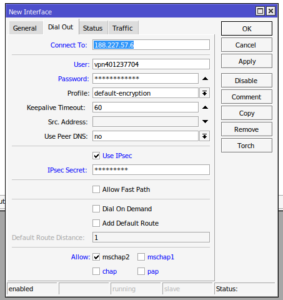 New Interface
General Dial Out Status Traffic
Connect To: 188.227.57.6
User: vpn401237704
Password: ************
Profile: default-encryption
Keepalive Timeout: 60
Src. Address:
Use Peer DNS: no
Use IPsec
IPsec Secret: *********
Allow Fast Path
Dial On Demand
Add Default Route
Default Route Distance: 1
Allow: mschap2 mschap1
chap pap
OK
Cancel
Apply
Disable
Comment
Copy
Remove
Torch
enabled running slave Status: